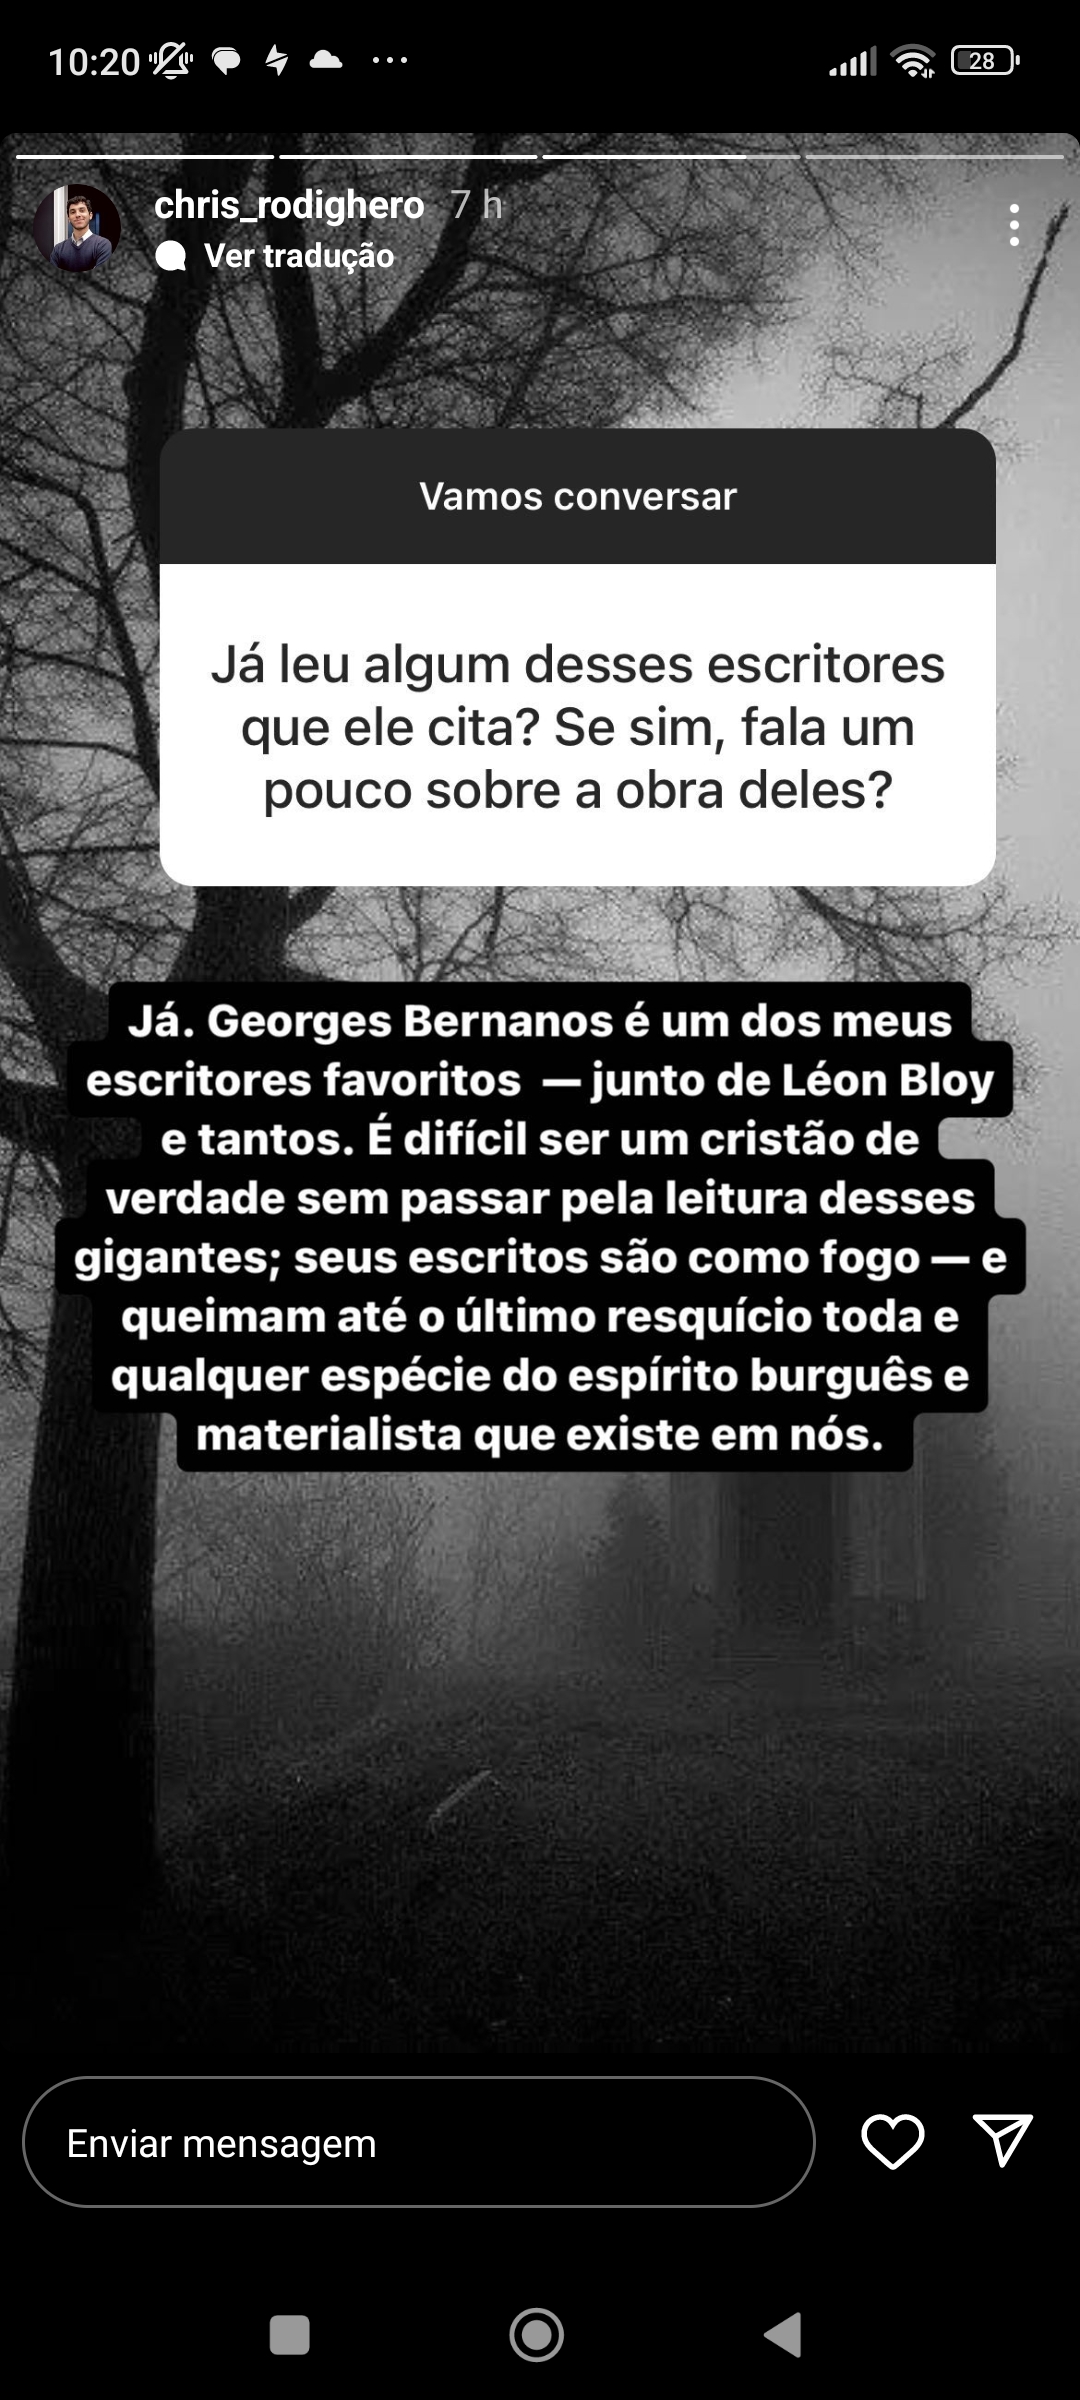 10:20
28
chris_rodighero 7 h
Ver tradução
Vamos conversar
Já leu algum desses escritores
que ele cita? Se sim, fala um
pouco sobre a obra deles?
Já. Georges Bernanos é um dos meus
escritores favoritos — junto de Léon Bloy
e tantos. É difícil ser um cristão de
verdade sem passar pela leitura desses
gigantes; seus escritos são como fogo — e
queimam até o último resquício toda e
qualquer espécie do espírito burguês e
materialista que existe em nós.
Enviar mensagem